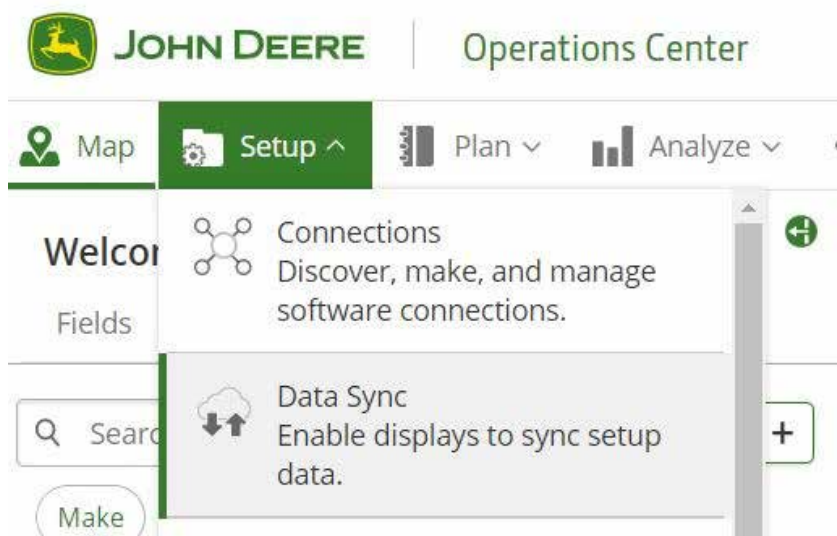 JOHN DEERE Operations Center
Map Setup Plan Analyze
Welcom
Connections
Discover, make, and manage
software connections.
Fields
Data Sync
Enable displays to sync setup
data.
Searc
+
Make